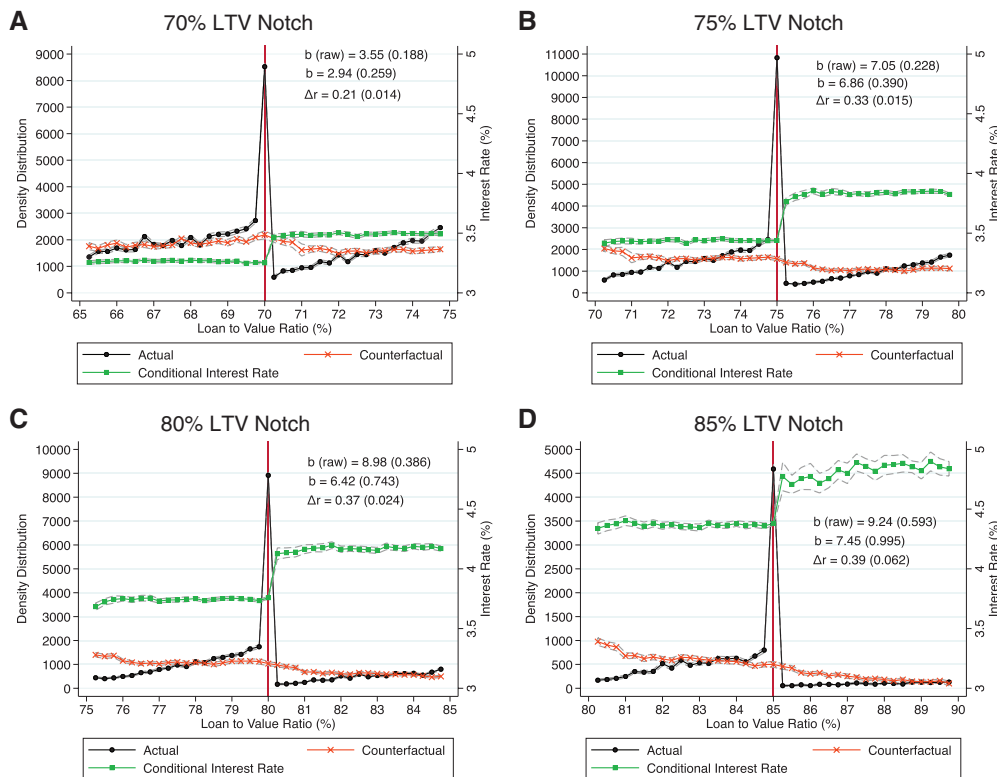 A 70% LTV Notch
b (raw) = 3.55 (0.188)
b = 2.94 (0.259)
Δr = 0.21 (0.014)
Density Distribution
9000
8000
7000
6000
5000
4000
3000
2000
1000
0
Interest Rate (%)
5
4.5
4
3.5
3
65 66 67 68 69 70 71 72 73 74 75
Loan to Value Ratio (%)
Actual Counterfactual
Conditional Interest Rate
B 75% LTV Notch
b (raw) = 7.05 (0.228)
b = 6.86 (0.390)
Δr = 0.33 (0.015)
Density Distribution
11000
10000
9000
8000
7000
6000
5000
4000
3000
2000
1000
0
Interest Rate (%)
5
4.5
4
3.5
3
70 71 72 73 74 75 76 77 78 79 80
Loan to Value Ratio (%)
Actual Counterfactual
Conditional Interest Rate
C 80% LTV Notch
b (raw) = 8.98 (0.386)
b = 6.42 (0.743)
Δr = 0.37 (0.024)
Density Distribution
10000
9000
8000
7000
6000
5000
4000
3000
2000
1000
0
Interest Rate (%)
5
4.5
4
3.5
3
75 76 77 78 79 80 81 82 83 84 85
Loan to Value Ratio (%)
Actual Counterfactual
Conditional Interest Rate
D 85% LTV Notch
b (raw) = 9.24 (0.593)
b = 7.45 (0.995)
Δr = 0.39 (0.062)
Density Distribution
5000
4500
4000
3500
3000
2500
2000
1500
1000
500
0
Interest Rate (%)
5
4.5
4
3.5
3
80 81 82 83 84 85 86 87 88 89 90
Loan to Value Ratio (%)
Actual Counterfactual
Conditional Interest Rate